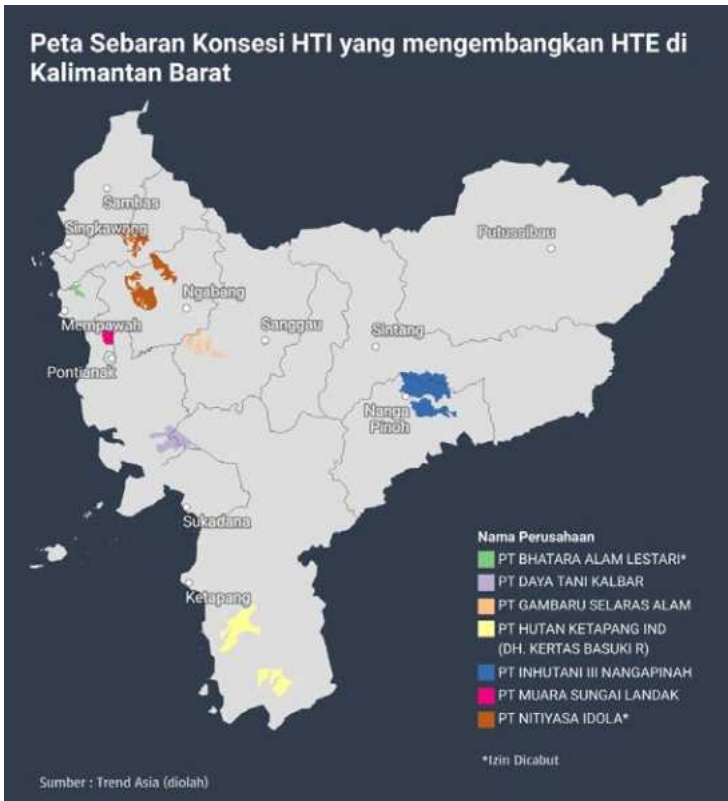 Peta Sebaran Konsesi HTI yang mengembangkan HTE di
Kalimantan Barat
Sambas
Singkawang
Putussibau
Ngabang
Mempawah
Sanggau
Sintang
Pontianak
Nanga
Pinoh
Sukadana
Ketapang
Nama Perusahaan
PT BHATARA ALAM LESTARI*
PT DAYA TANI KALBAR
PT GAMBARU SELARAS ALAM
PT HUTAN KETAPANG IND
(DH. KERTAS BASUKI R)
PT INHUTANI III NANGAPINAH
PT MUARA SUNGAI LANDAK
PT NITIYASA IDOLA*
*Izin Dicabut
Sumber : Trend Asia (diolah)